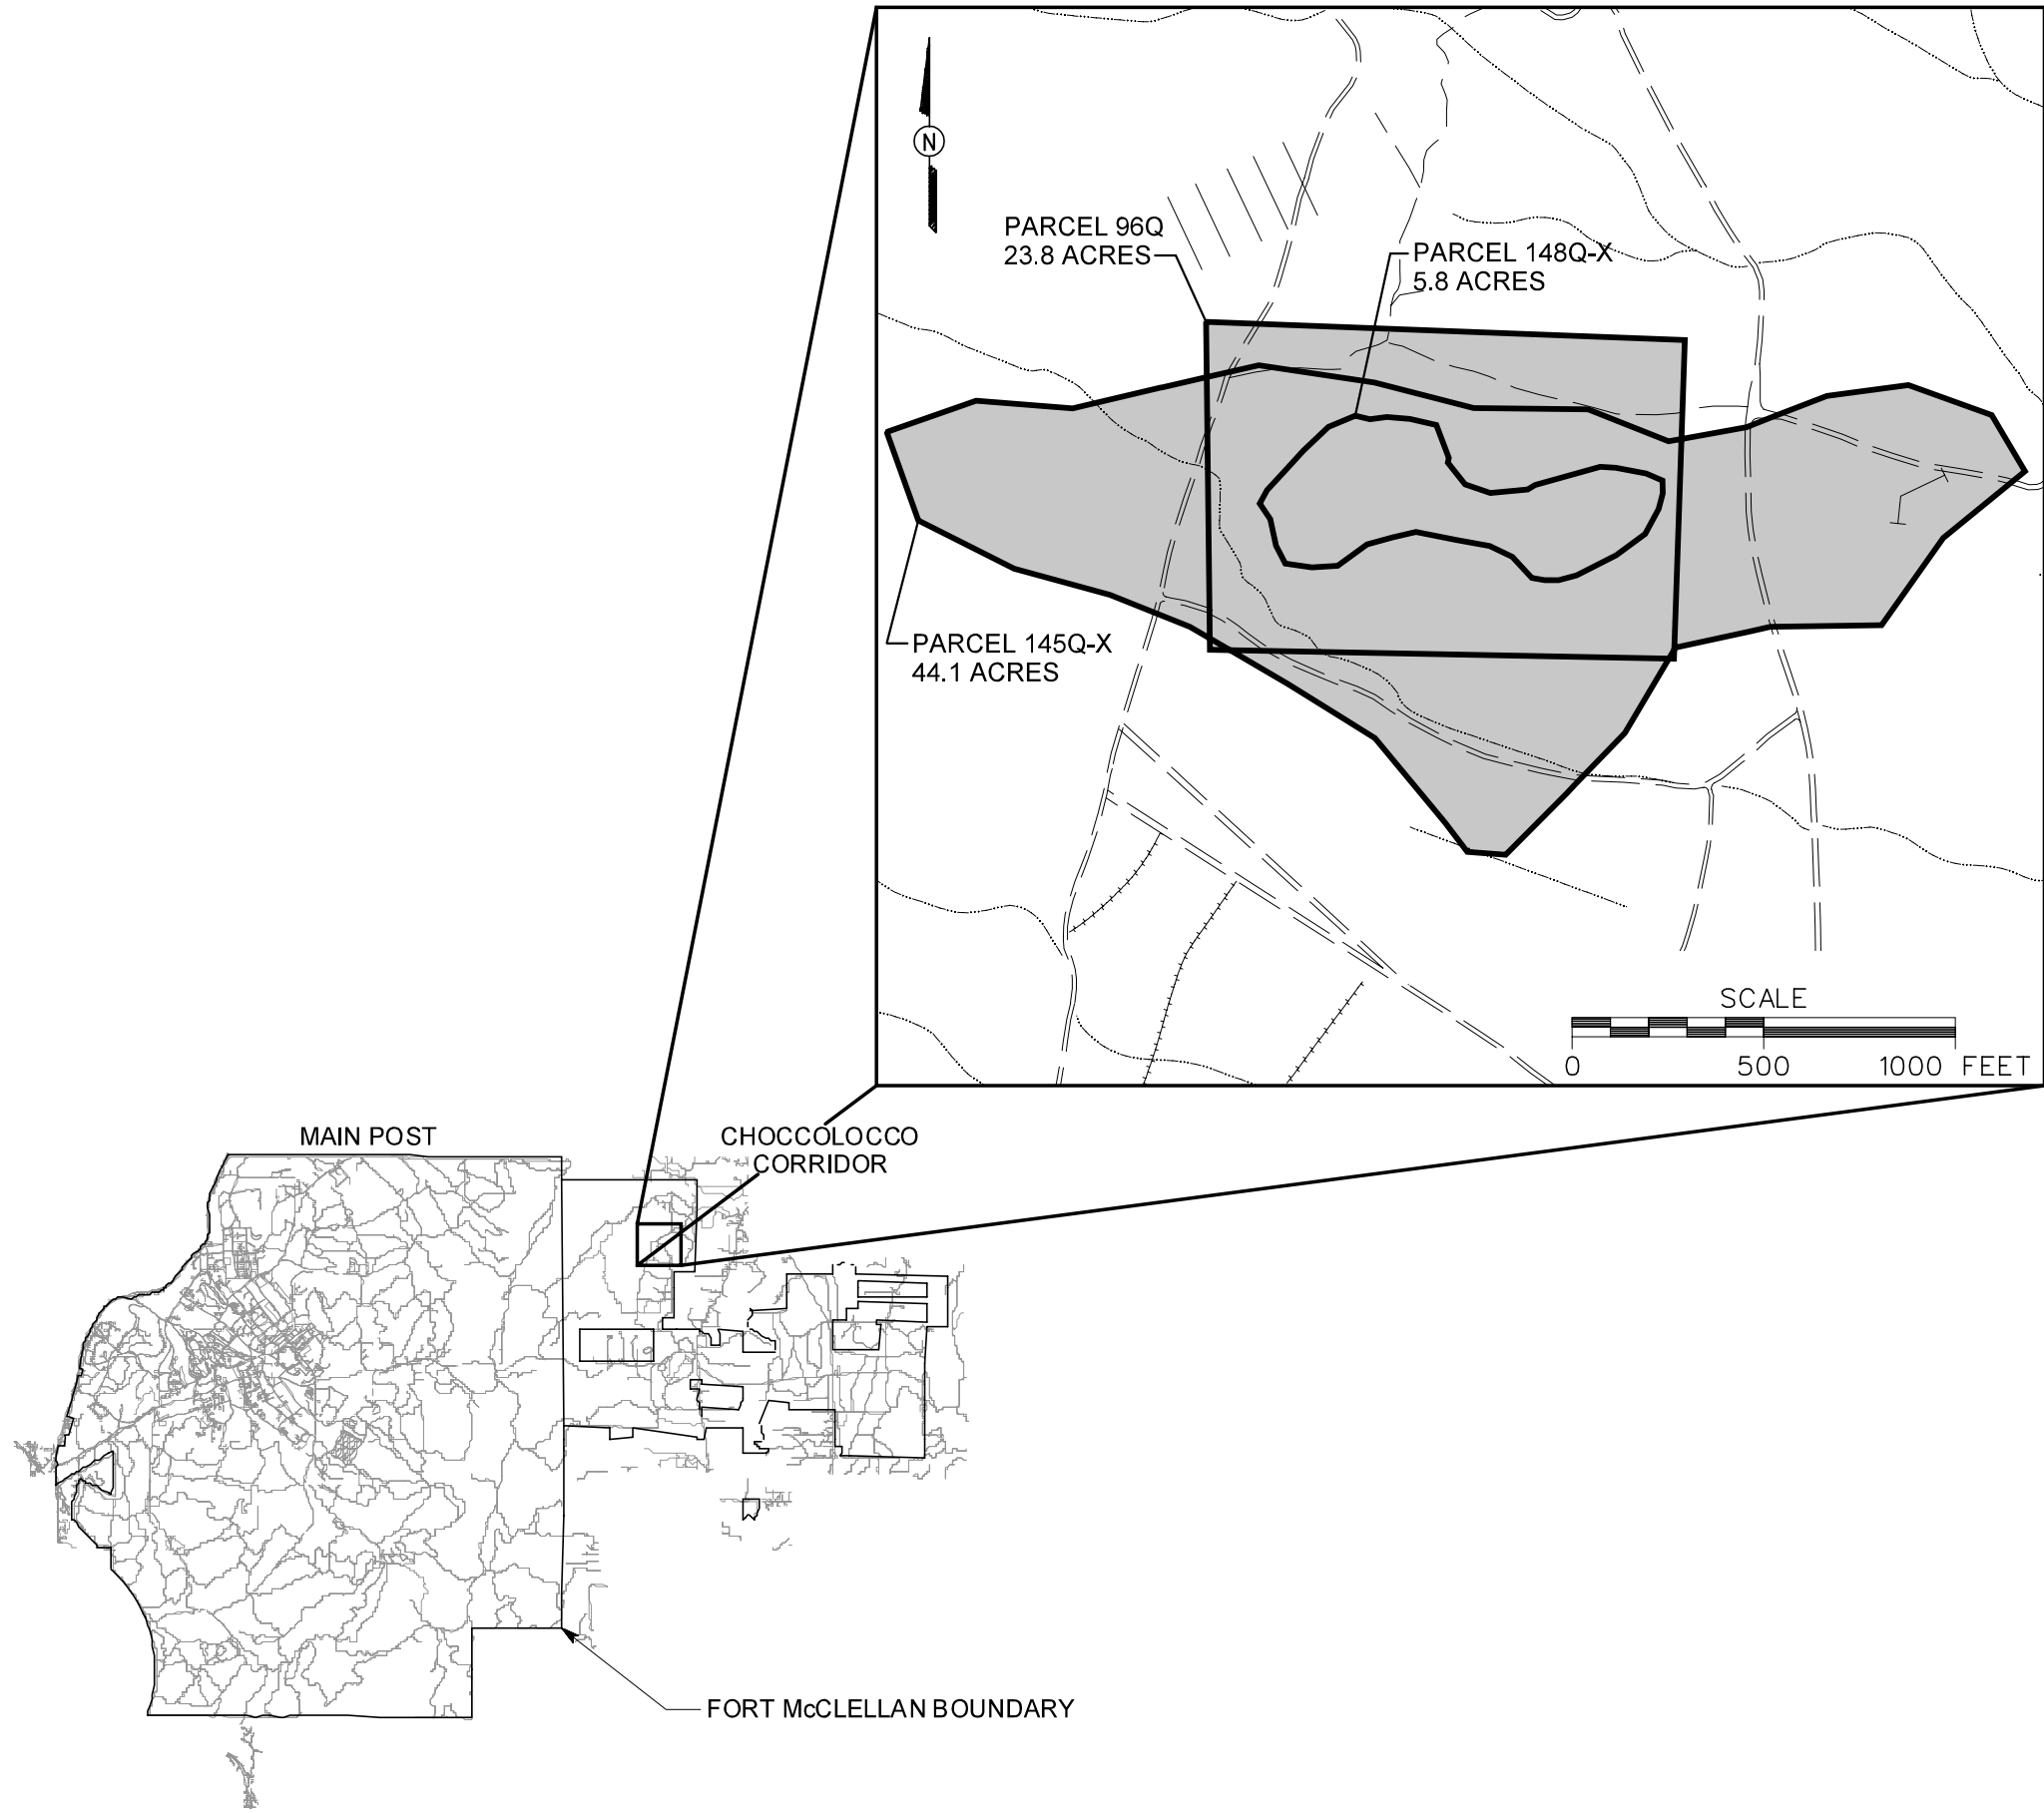 N
PARCEL 96Q
23.8 ACRES
PARCEL 148Q-X
5.8 ACRES
PARCEL 145Q-X
44.1 ACRES
SCALE
0 500 1000 FEET
MAIN POST
CHOCCOLOCCO
CORRIDOR
FORT McCLELLAN BOUNDARY